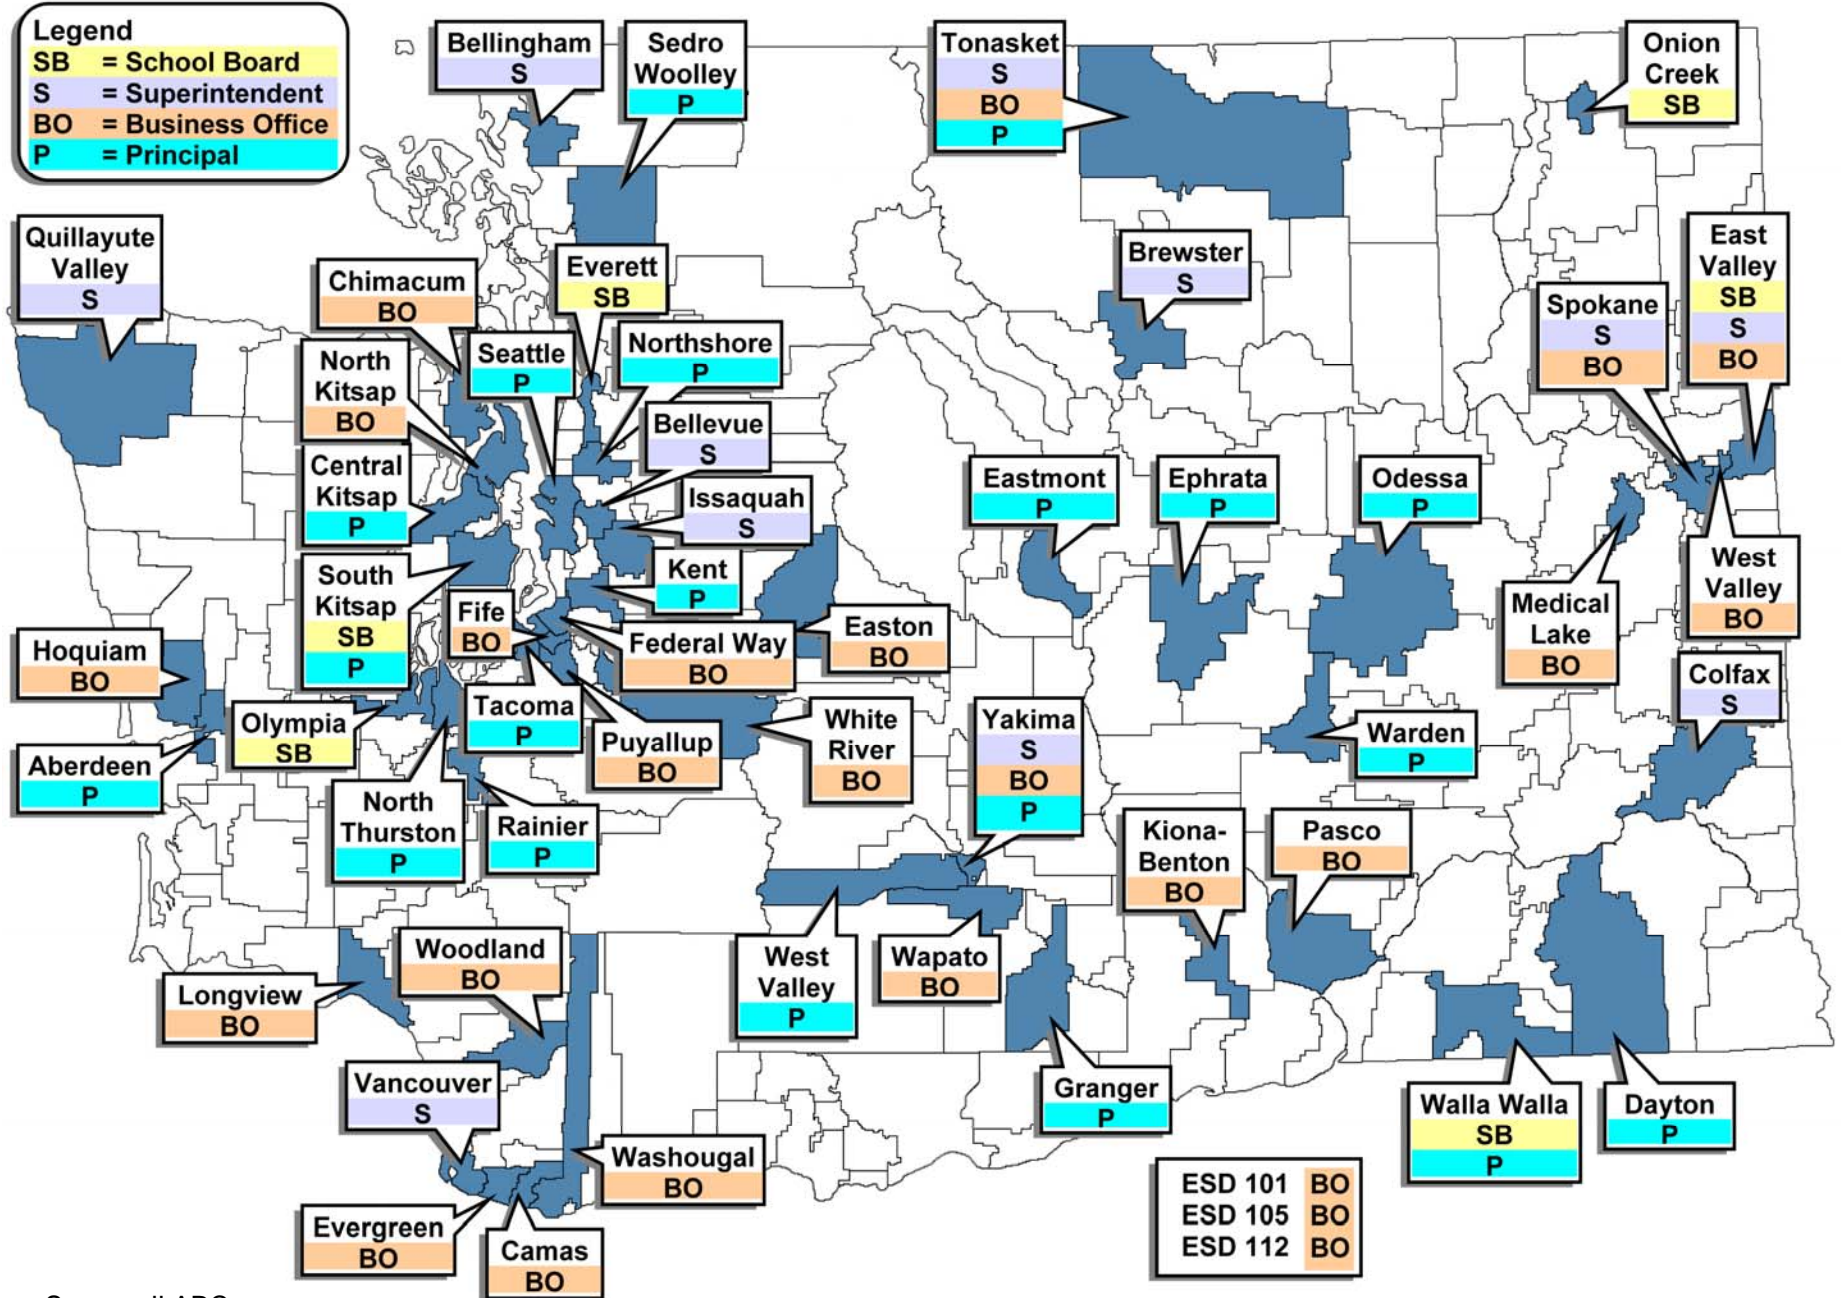 Legend
SB = School Board
S = Superintendent
BO = Business Office
P = Principal
Bellingham
S
Sedro
Woolley
P
Tonasket
S
BO
P
Onion
Creek
SB
Quillayute
Valley
S
Chimacum
BO
Everett
SB
Brewster
S
East
Valley
SB
S
BO
Spokane
S
BO
North
Kitsap
BO
Seattle
P
Northshore
P
Bellevue
S
Central
Kitsap
P
Issaquah
S
Eastmont
P
Ephrata
P
Odessa
P
South
Kitsap
SB
P
Kent
P
Fife
BO
Federal Way
BO
Easton
BO
Medical
Lake
BO
West
Valley
BO
Hoquiam
BO
Colfax
S
Olympia
SB
Tacoma
P
Puyallup
BO
White
River
BO
Yakima
S
BO
P
Warden
P
Aberdeen
P
North
Thurston
P
Rainier
P
Kiona-
Benton
BO
Pasco
BO
Longview
BO
Woodland
BO
West
Valley
P
Wapato
BO
Vancouver
S
Granger
P
Walla Walla
SB
P
Dayton
P
Washougal
BO
Evergreen
BO
Camas
BO
ESD 101 BO
ESD 105 BO
ESD 112 BO